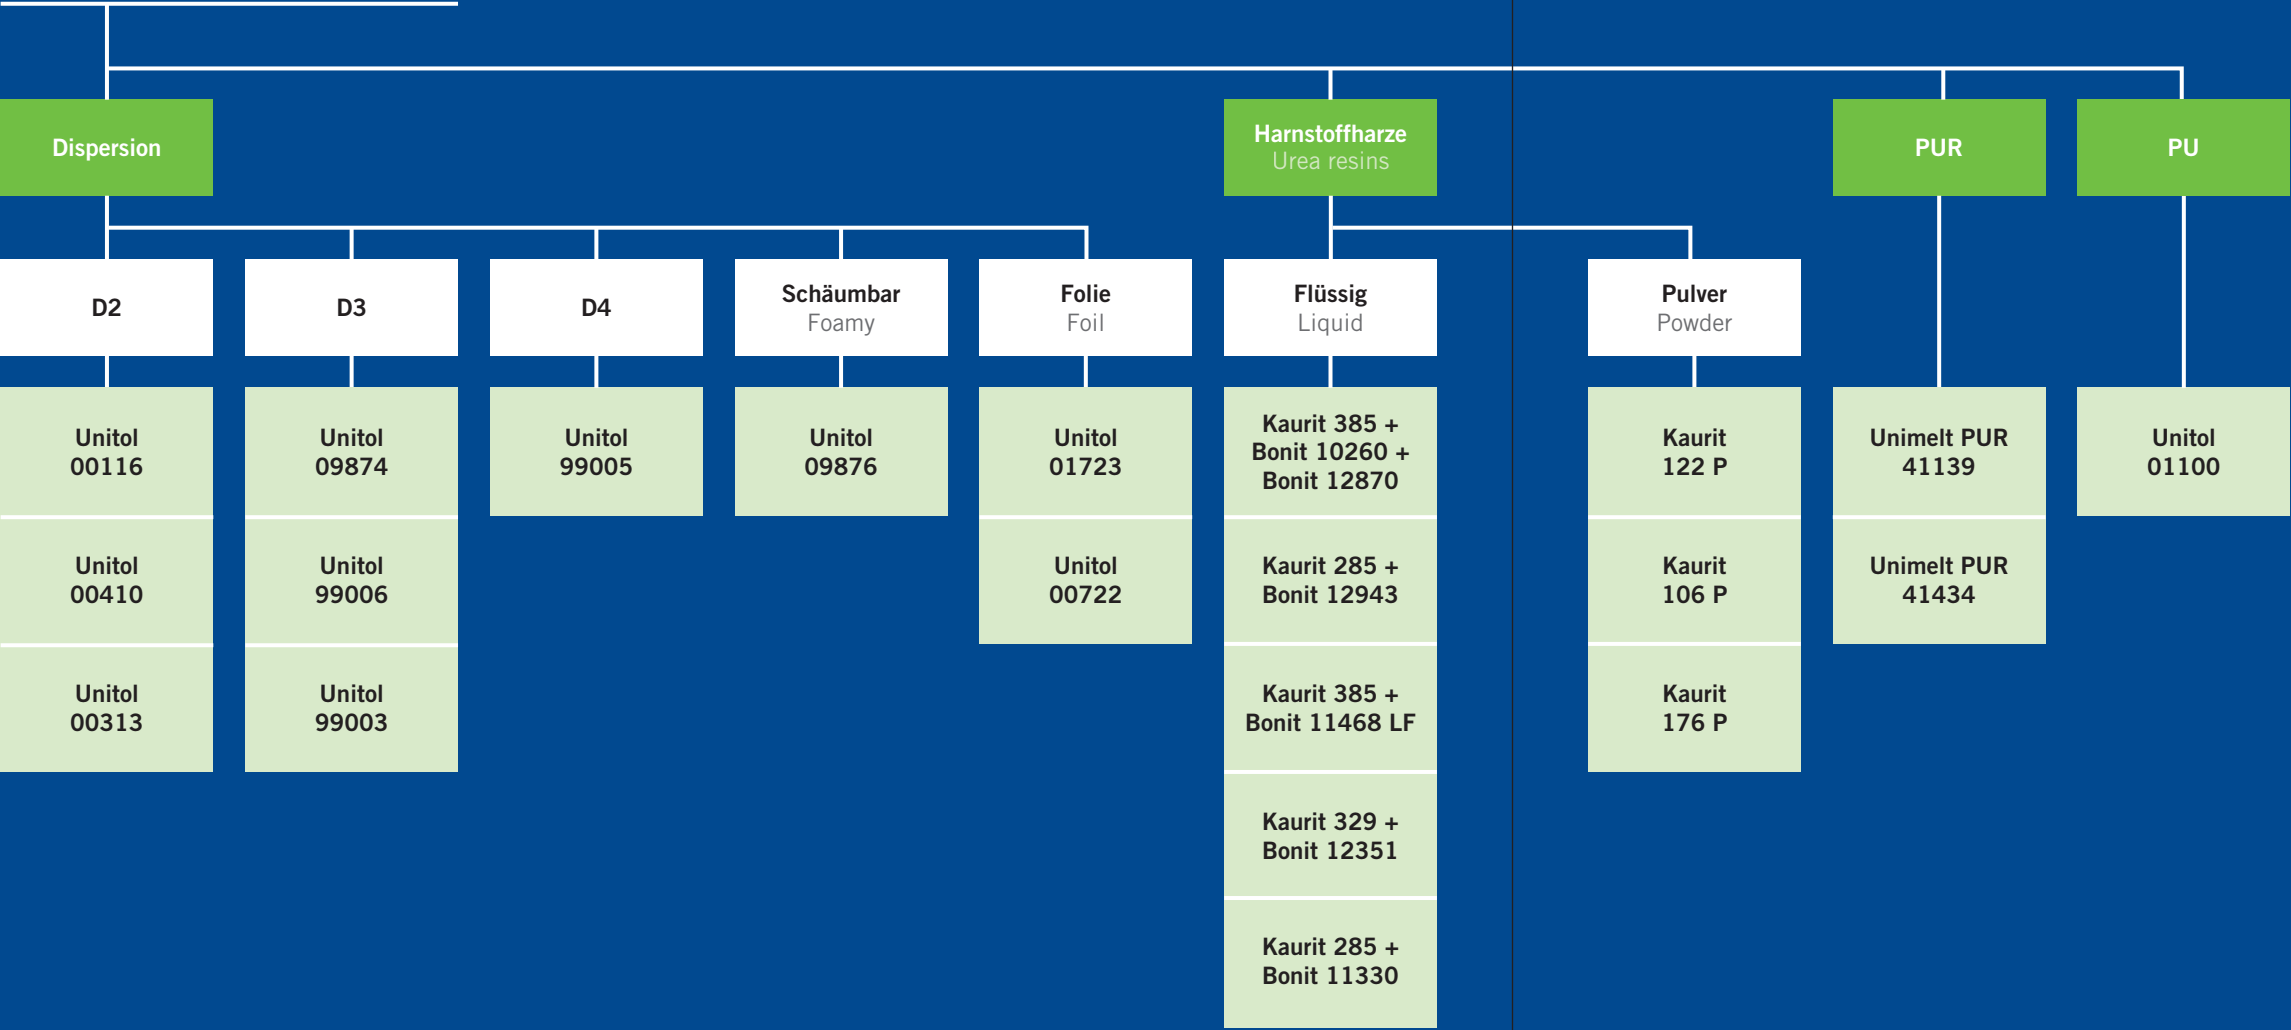 Dispersion
Harnstoffharze
Urea resins
PUR
PU
D2
D3
D4
Schäumbar
Foamy
Folie
Foil
Flüssig
Liquid
Pulver
Powder
Unitol
00116
Unitol
00410
Unitol
00313
Unitol
09874
Unitol
99006
Unitol
99003
Unitol
99005
Unitol
09876
Unitol
01723
Unitol
00722
Kaurit 385 +
Bonit 10260 +
Bonit 12870
Kaurit 285 +
Bonit 12943
Kaurit 385 +
Bonit 11468 LF
Kaurit 329 +
Bonit 12351
Kaurit 285 +
Bonit 11330
Kaurit
122 P
Kaurit
106 P
Kaurit
176 P
Unimelt PUR
41139
Unimelt PUR
41434
Unitol
01100